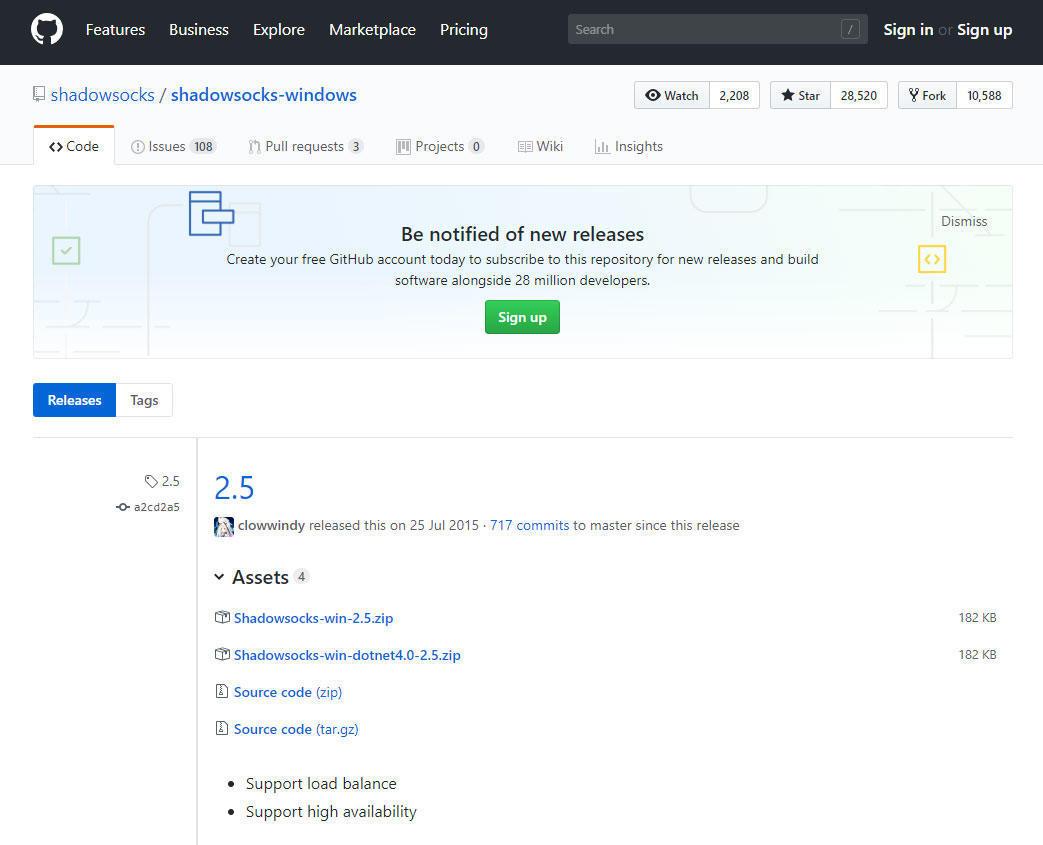 Features Business Explore Marketplace Pricing Search / Sign in or Sign up
shadowsocks / shadowsocks-windows Watch 2,208 Star 28,520 Fork 10,588
Code Issues 108 Pull requests 3 Projects 0 Wiki Insights
Dismiss
Be notified of new releases
Create your free GitHub account today to subscribe to this repository for new releases and build
software alongside 28 million developers.
Sign up
Releases Tags
2.5
a2cd2a5
2.5
clowwindy released this on 25 Jul 2015 · 717 commits to master since this release
Assets 4
Shadowsocks-win-2.5.zip 182 KB
Shadowsocks-win-dotnet4.0-2.5.zip 182 KB
Source code (zip)
Source code (tar.gz)
• Support load balance
• Support high availability